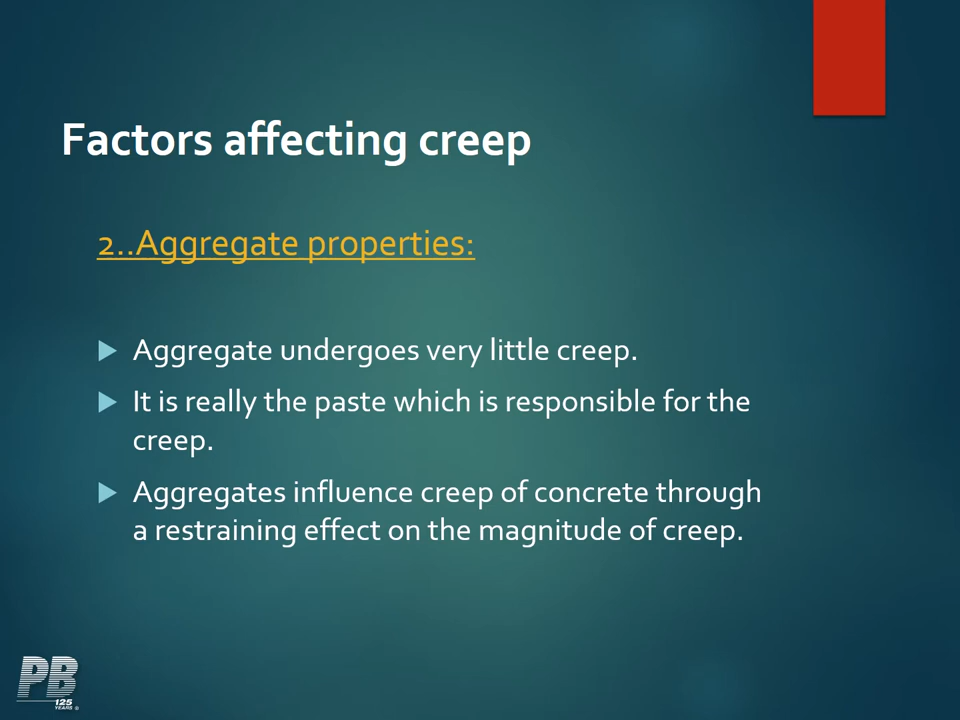 Factors affecting creep
2..Aggregate properties:
Aggregate undergoes very little creep.
It is really the paste which is responsible for the
creep.
Aggregates influence creep of concrete through
a restraining effect on the magnitude of creep.
PB
125
YEARS ®